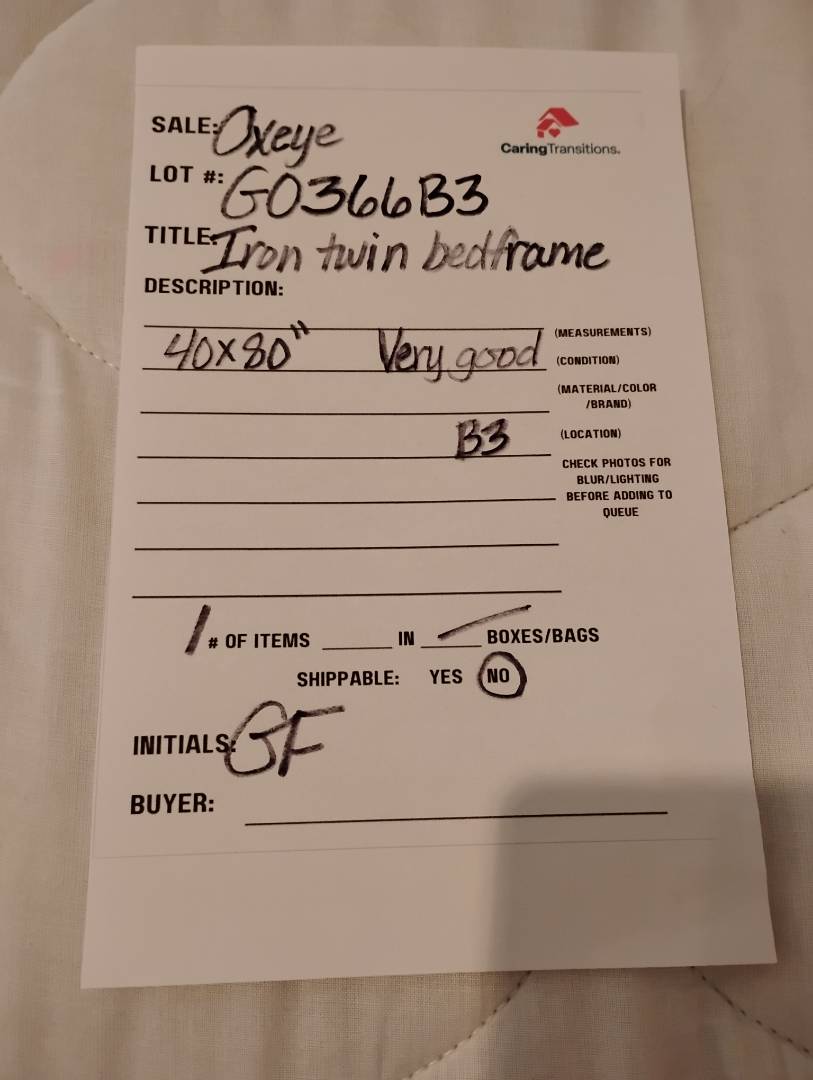 SALE: Oxeye
CaringTransitions.
LOT #: GO366B3
TITLE: Iron twin bedframe
DESCRIPTION:
(MEASUREMENTS)
40x80" Very good (CONDITION)
(MATERIAL/COLOR
/BRAND)
B3 (LOCATION)
CHECK PHOTOS FOR
BLUR/LIGHTING
BEFORE ADDING TO
QUEUE
1 # OF ITEMS IN BOXES/BAGS
SHIPPABLE: YES NO
INITIALS: GF
BUYER: